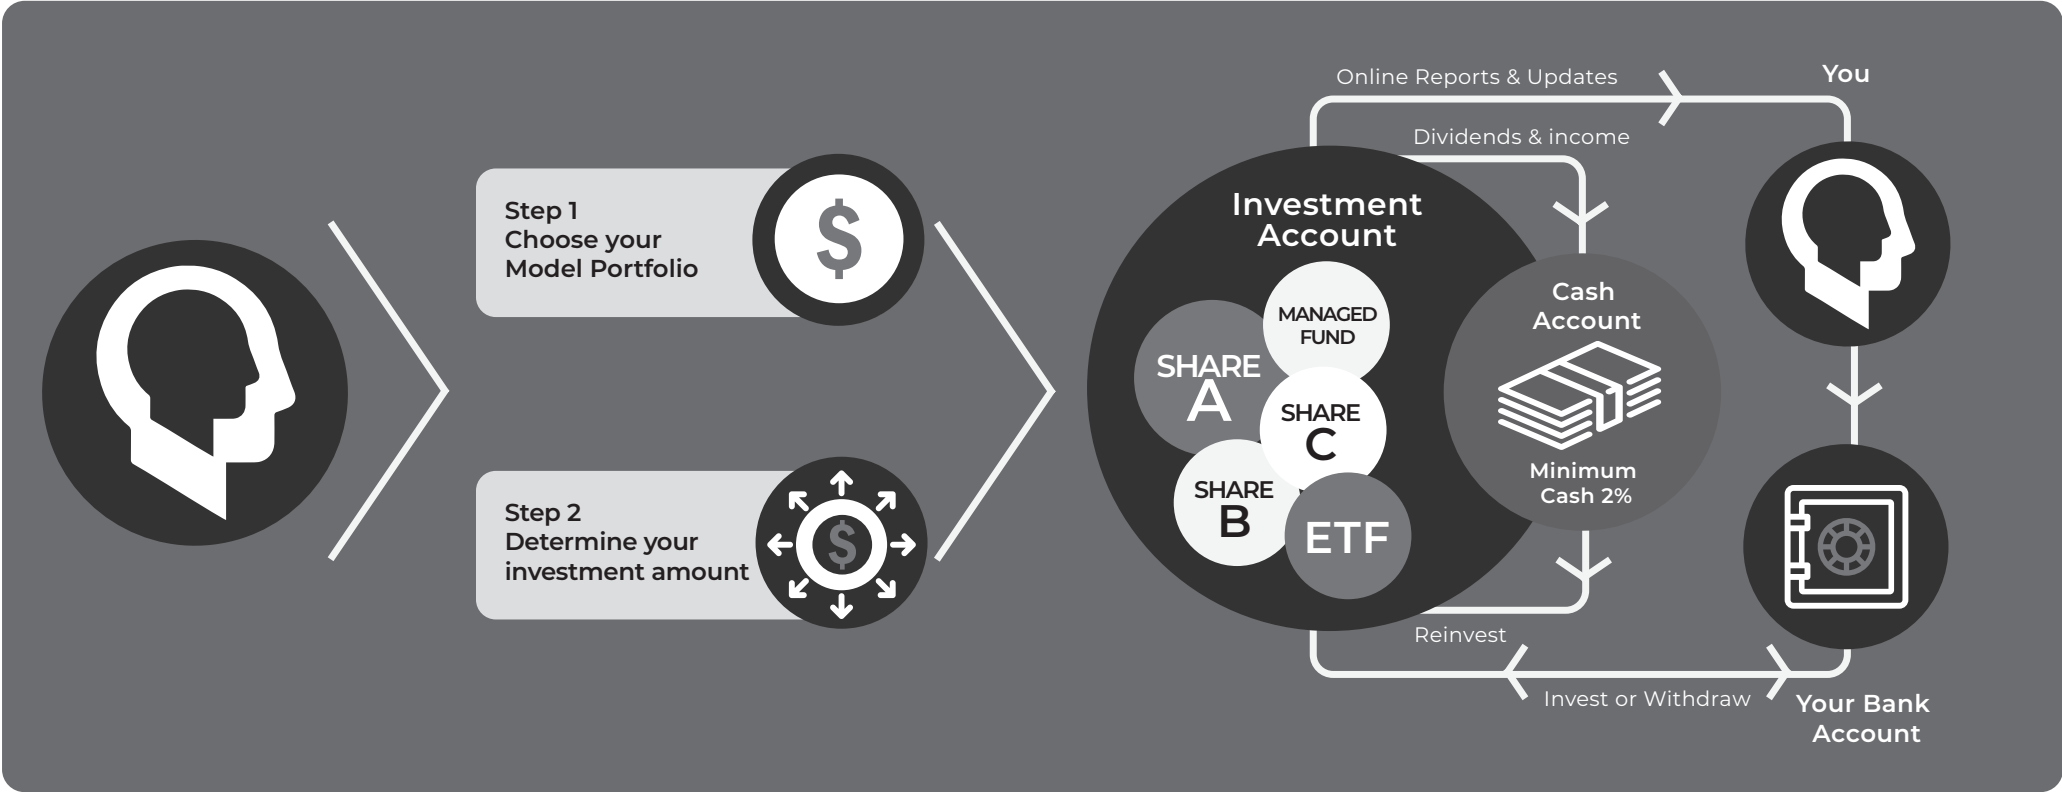 Step 1
Choose your
Model Portfolio
$
Step 2
Determine your
investment amount
$
Online Reports & Updates
You
Dividends & income
Investment
Account
MANAGED
FUND
SHARE
A
SHARE
C
SHARE
B
ETF
Cash
Account
Minimum
Cash 2%
Reinvest
Invest or Withdraw
Your Bank
Account